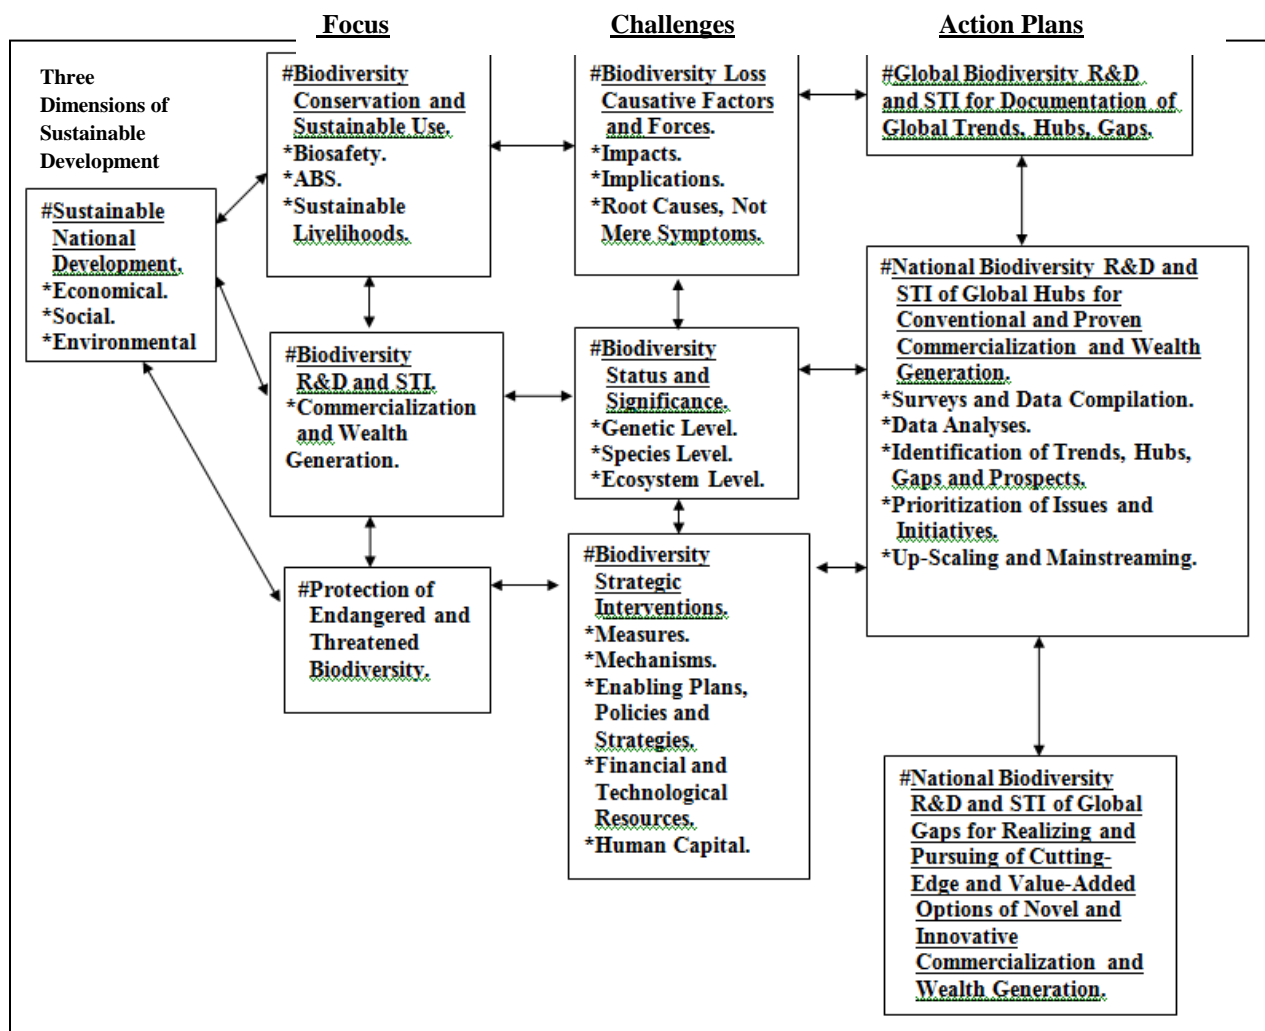 Focus
Challenges
Action Plans
Three
Dimensions of
Sustainable
Development
#Sustainable
National
Development.
*Economical.
*Social.
*Environmental
#Biodiversity
Conservation and
Sustainable Use.
*Biosafety.
*ABS.
*Sustainable
Livelihoods.
#Biodiversity
R&D and STI.
*Commercialization
and Wealth
Generation.
#Protection of
Endangered and
Threatened
Biodiversity.
#Biodiversity Loss
Causative Factors
and Forces.
*Impacts.
*Implications.
*Root Causes, Not
Mere Symptoms.
#Biodiversity
Status and
Significance.
*Genetic Level.
*Species Level.
*Ecosystem Level.
#Biodiversity
Strategic
Interventions.
*Measures.
*Mechanisms.
*Enabling Plans,
Policies and
Strategies.
*Financial and
Technological
Resources.
*Human Capital.
#Global Biodiversity R&D
and STI for Documentation of
Global Trends, Hubs, Gaps.
#National Biodiversity R&D and
STI of Global Hubs for
Conventional and Proven
Commercialization and Wealth
Generation.
*Surveys and Data Compilation.
*Data Analyses.
*Identification of Trends, Hubs,
Gaps and Prospects.
*Prioritization of Issues and
Initiatives.
*Up-Scaling and Mainstreaming.
#National Biodiversity
R&D and STI of Global
Gaps for Realizing and
Pursuing of Cutting-
Edge and Value-Added
Options of Novel and
Innovative
Commercialization and
Wealth Generation.